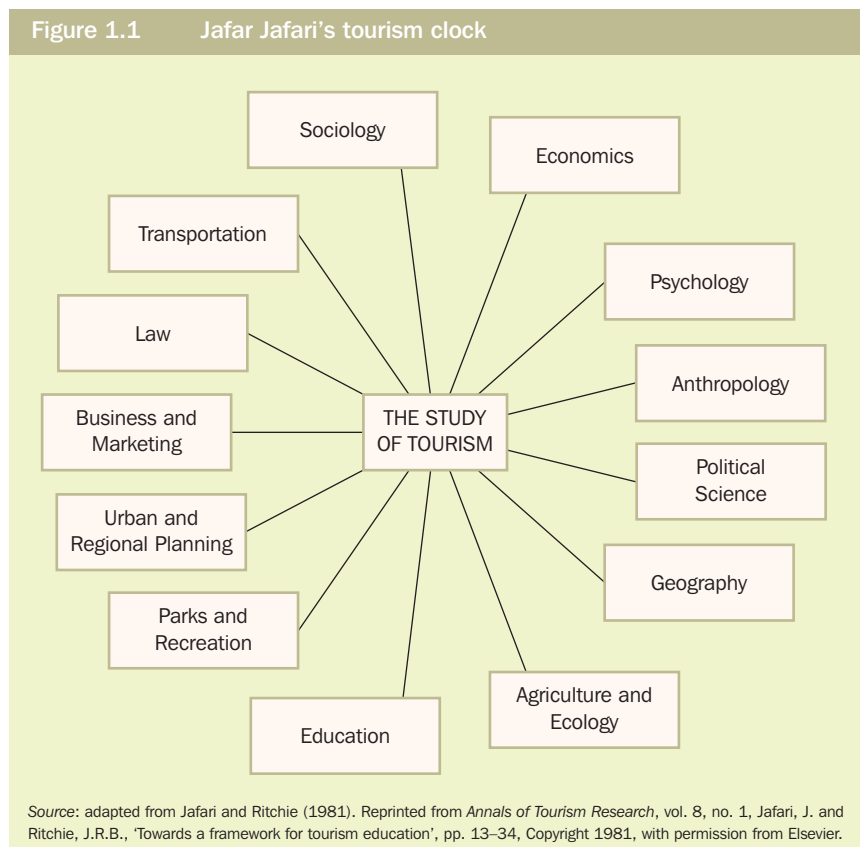 Figure 1.1 Jafar Jafari's tourism clock
Sociology
Economics
Transportation
Psychology
Law
Anthropology
Business and
Marketing
THE STUDY
OF TOURISM
Political
Science
Urban and
Regional Planning
Geography
Parks and
Recreation
Agriculture and
Ecology
Education
Source: adapted from Jafari and Ritchie (1981). Reprinted from Annals of Tourism Research, vol. 8, no. 1, Jafari, J. and
Ritchie, J.R.B., ‘Towards a framework for tourism education’, pp. 13–34, Copyright 1981, with permission from Elsevier.